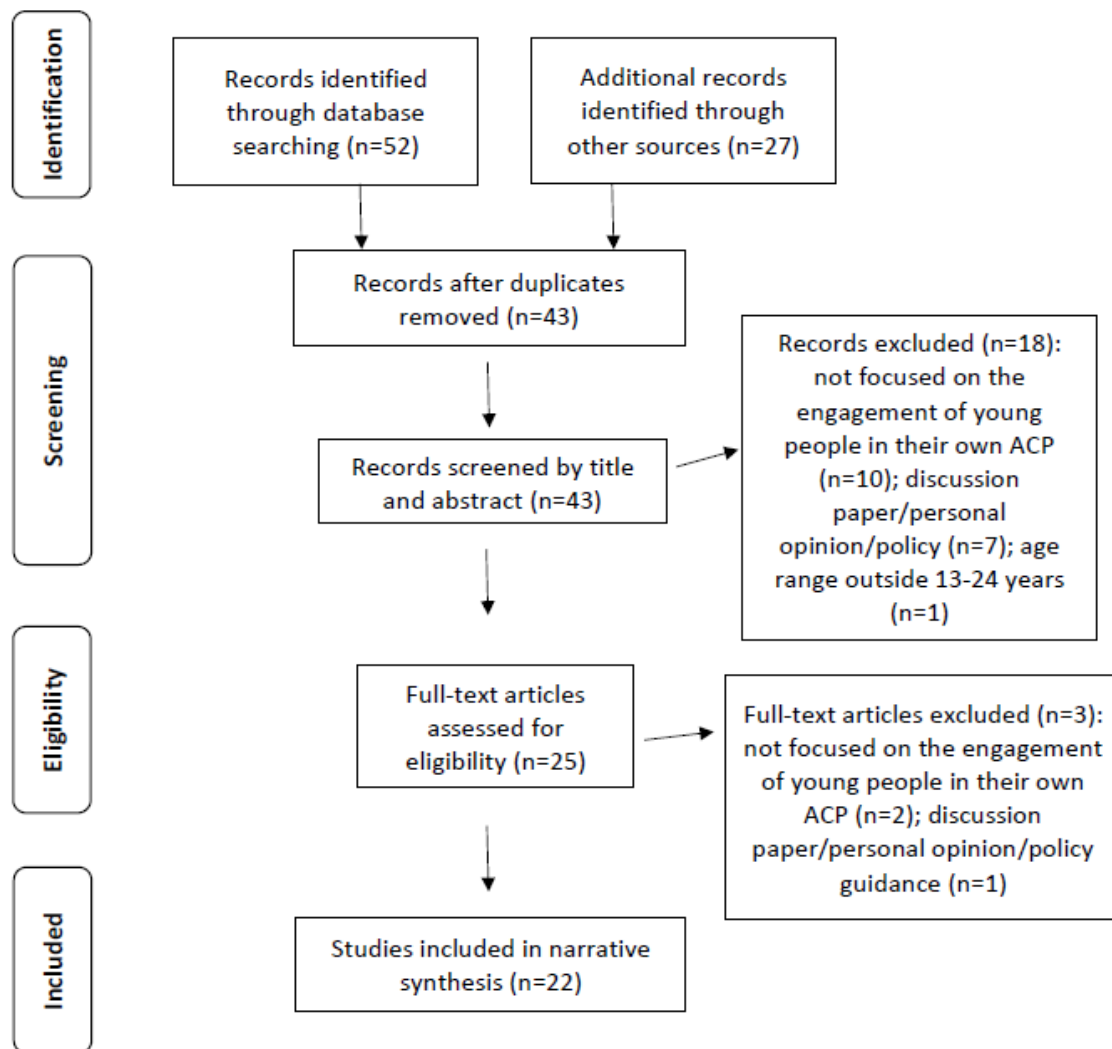 Identification
Records identified
through database
searching (n=52)
Additional records
identified through
other sources (n=27)
Screening
Records after duplicates
removed (n=43)
Records screened by title
and abstract (n=43)
Records excluded (n=18):
not focused on the
engagement of young
people in their own ACP
(n=10); discussion
paper/personal
opinion/policy (n=7); age
range outside 13-24 years
(n=1)
Eligibility
Full-text articles
assessed for
eligibility (n=25)
Full-text articles excluded (n=3):
not focused on the engagement
of young people in their own
ACP (n=2); discussion
paper/personal opinion/policy
guidance (n=1)
Included
Studies included in narrative
synthesis (n=22)